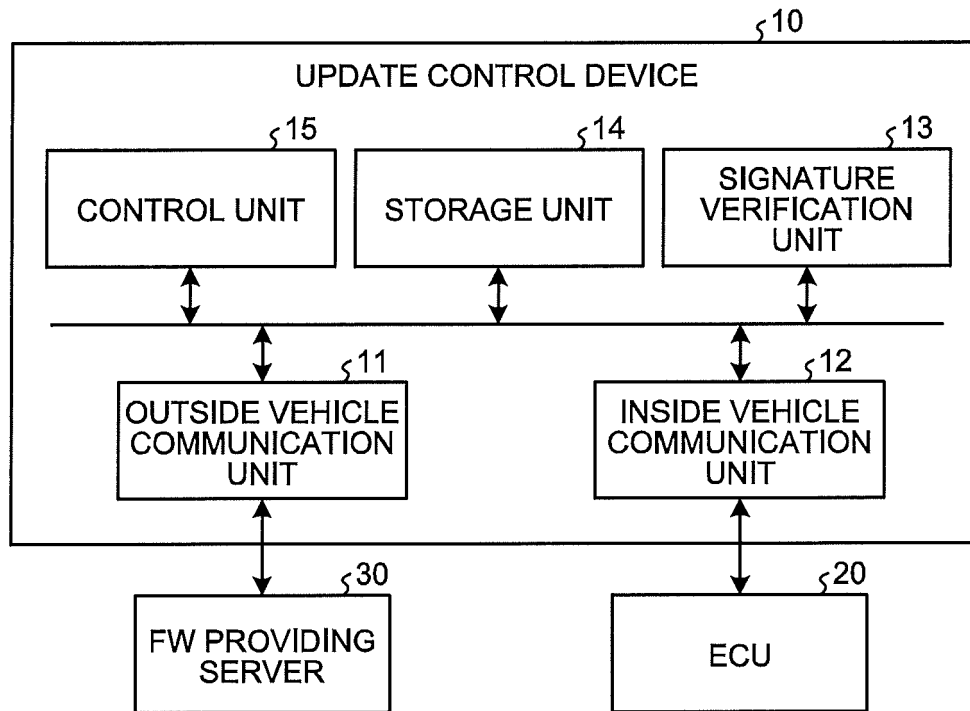 10
UPDATE CONTROL DEVICE
15
14
13
CONTROL UNIT
STORAGE UNIT
SIGNATURE
VERIFICATION
UNIT
11
12
OUTSIDE VEHICLE
COMMUNICATION
UNIT
INSIDE VEHICLE
COMMUNICATION
UNIT
30
20
FW PROVIDING
SERVER
ECU